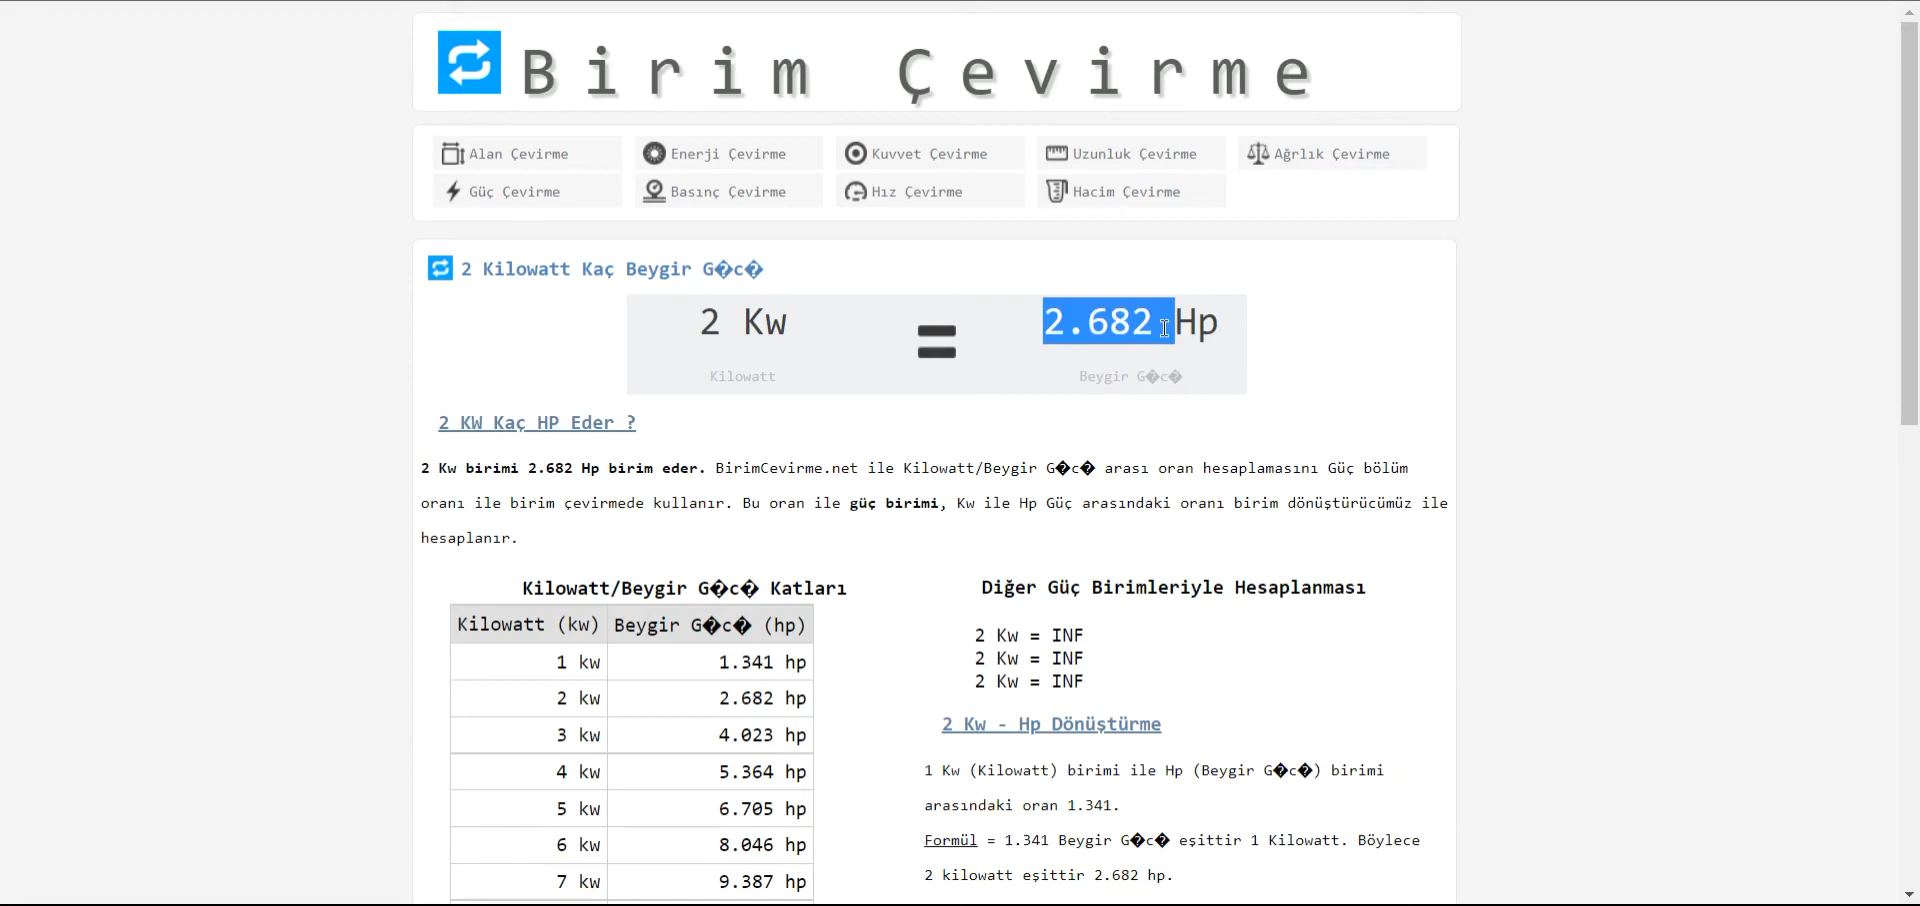 Birim Çevirme
Alan Çevirme
Enerji Çevirme
Kuvvet Çevirme
Uzunluk Çevirme
Ağrlık Çevirme
Güç Çevirme
Basınç Çevirme
Hız Çevirme
Hacim Çevirme
2 Kilowatt Kaç Beygir G�c�
2 Kw = 2.682 Hp
Kilowatt
Beygir G�c�
2 KW Kaç HP Eder ?
2 Kw birimi 2.682 Hp birim eder. BirimCevirme.net ile Kilowatt/Beygir G�c� arası oran hesaplamasını Güç bölüm
oranı ile birim çevirmede kullanır. Bu oran ile güç birimi, Kw ile Hp Güç arasındaki oranı birim dönüştürücümüz ile
hesaplanır.
Kilowatt/Beygir G�c� Katları
Kilowatt (kw) Beygir G�c� (hp)
1 kw 1.341 hp
2 kw 2.682 hp
3 kw 4.023 hp
4 kw 5.364 hp
5 kw 6.705 hp
6 kw 8.046 hp
7 kw 9.387 hp
Diğer Güç Birimleriyle Hesaplanması
2 Kw = INF
2 Kw = INF
2 Kw = INF
2 Kw - Hp Dönüştürme
1 Kw (Kilowatt) birimi ile Hp (Beygir G�c�) birimi
arasındaki oran 1.341.
Formül = 1.341 Beygir G�c� eşittir 1 Kilowatt. Böylece
2 kilowatt eşittir 2.682 hp.